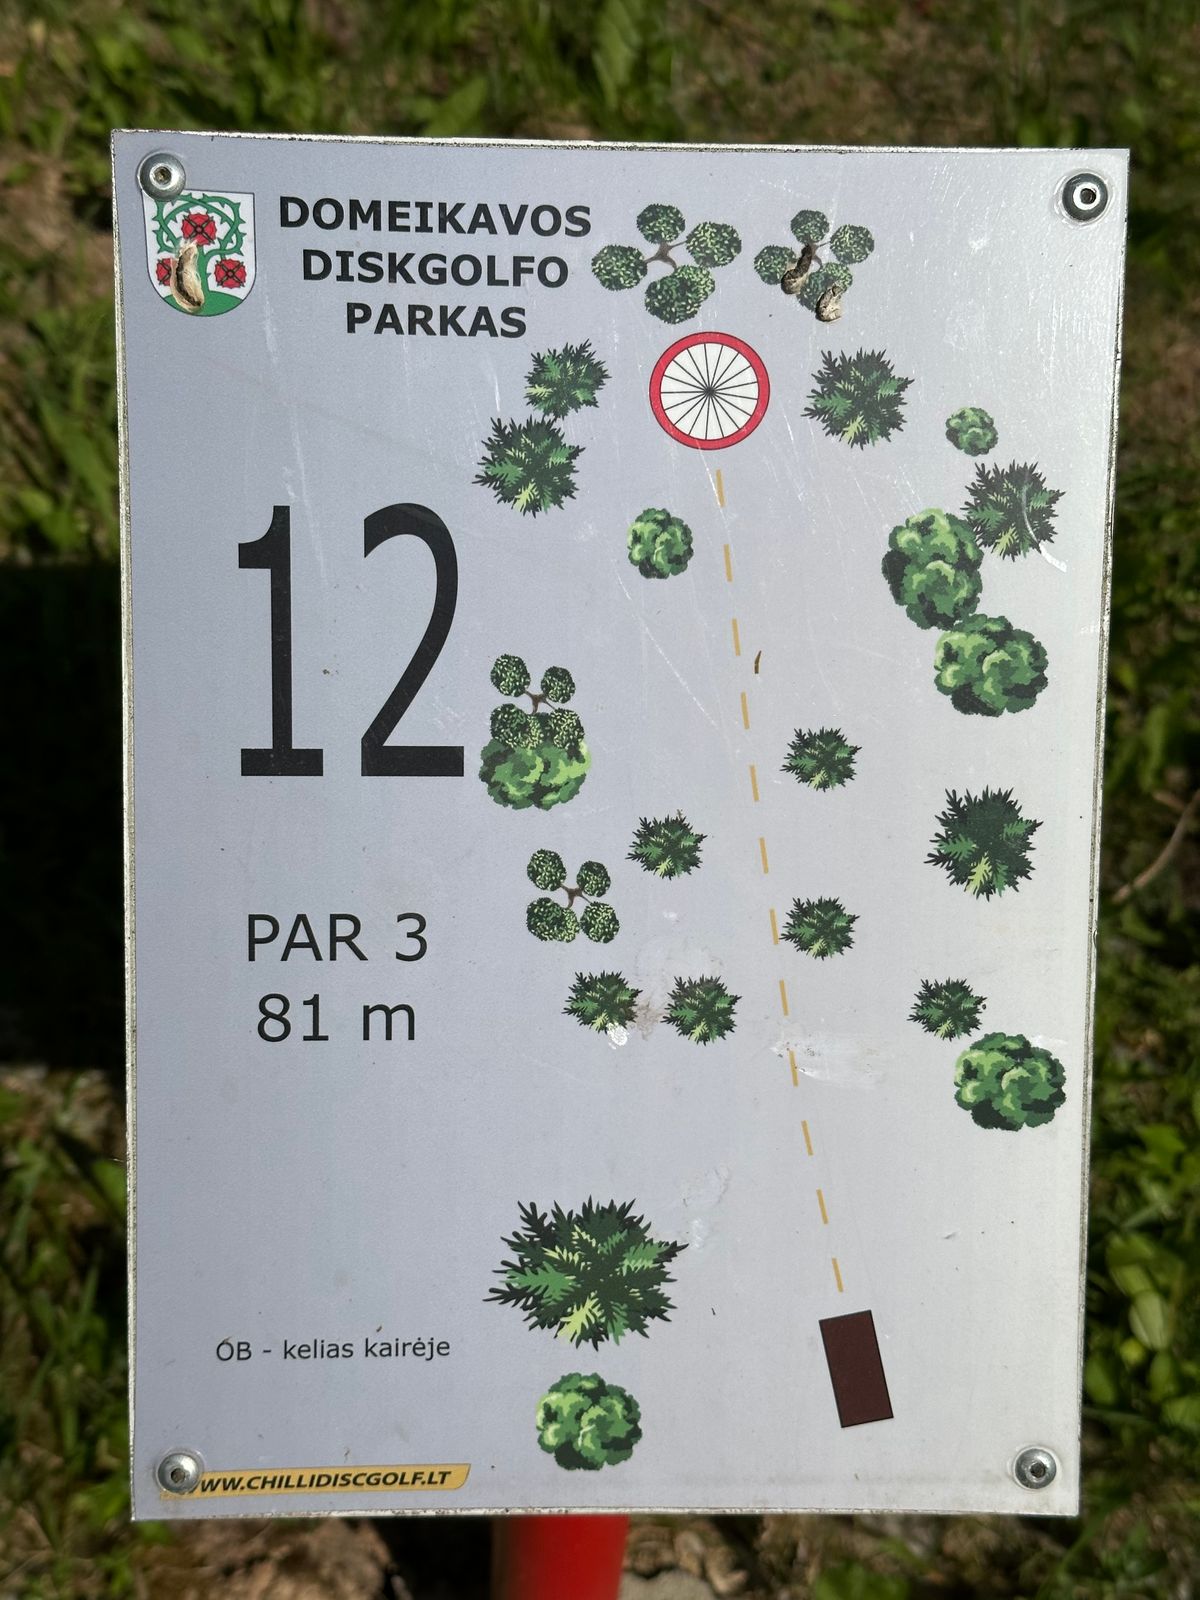 DOMEIKAVOS
DISKGOLFO
PARKAS
12
PAR 3
81 m
OB - kelias kairėje
WWW.CHILLIDISCGOLF.LT